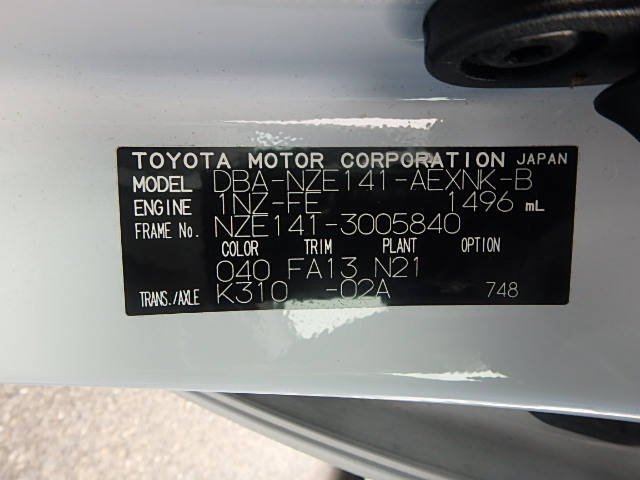 TOYOTA MOTOR CORPORATION JAPAN
MODEL DBA-NZE141-AEXNK-B
ENGINE 1NZ-FE 1496 mL
FRAME No. NZE141-3005840
COLOR TRIM PLANT OPTION
040 FA13 N21
TRANS./AXLE K310 -02A 748